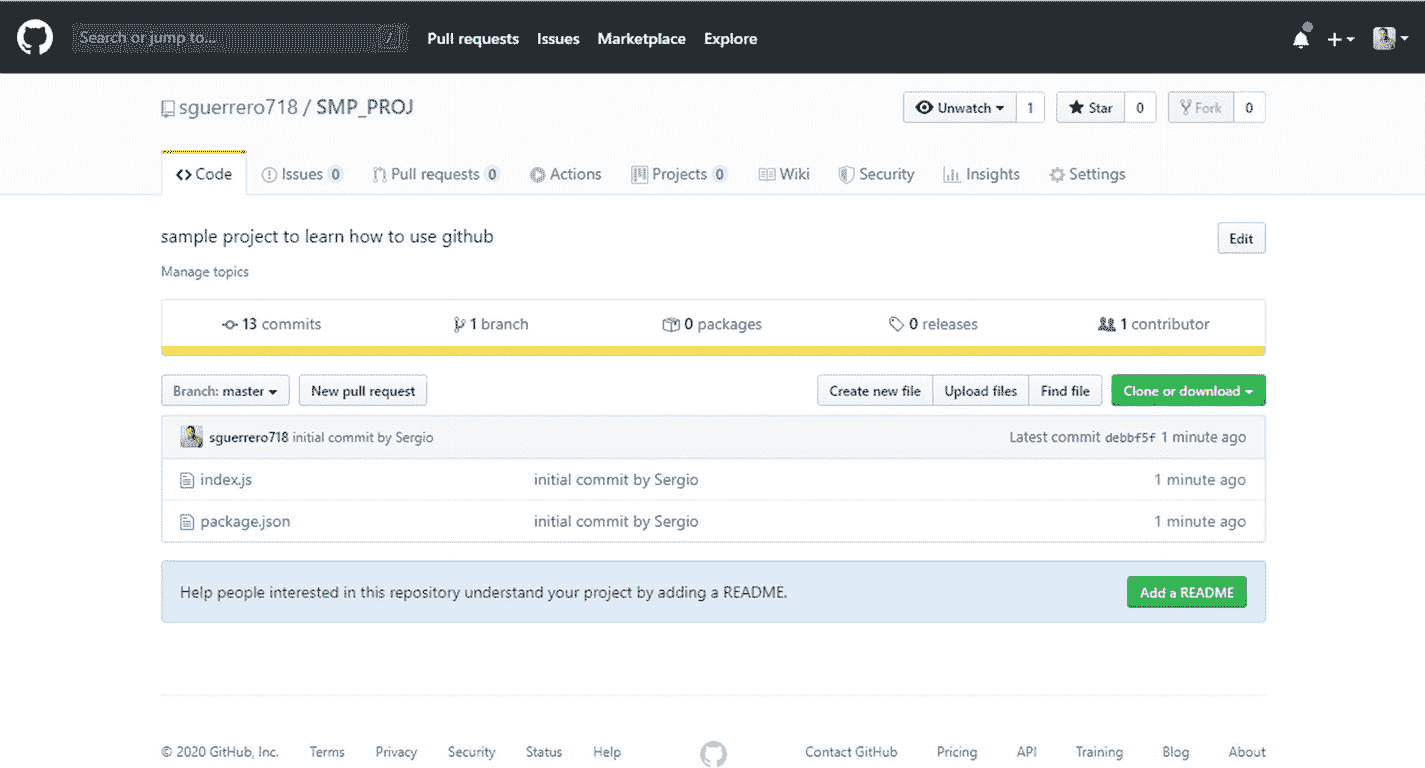 Search or jump to... / Pull requests Issues Marketplace Explore
sguerrero718 / SMP_PROJ Unwatch 1 Star 0 Fork 0
Code Issues 0 Pull requests 0 Actions Projects 0 Wiki Security Insights Settings
sample project to learn how to use github Edit
Manage topics
13 commits 1 branch 0 packages 0 releases 1 contributor
Branch: master New pull request Create new file Upload files Find file Clone or download
sguerrero718 initial commit by Sergio Latest commit debbf5f 1 minute ago
index.js initial commit by Sergio 1 minute ago
package.json initial commit by Sergio 1 minute ago
Help people interested in this repository understand your project by adding a README. Add a README
© 2020 GitHub, Inc. Terms Privacy Security Status Help Contact GitHub Pricing API Training Blog About